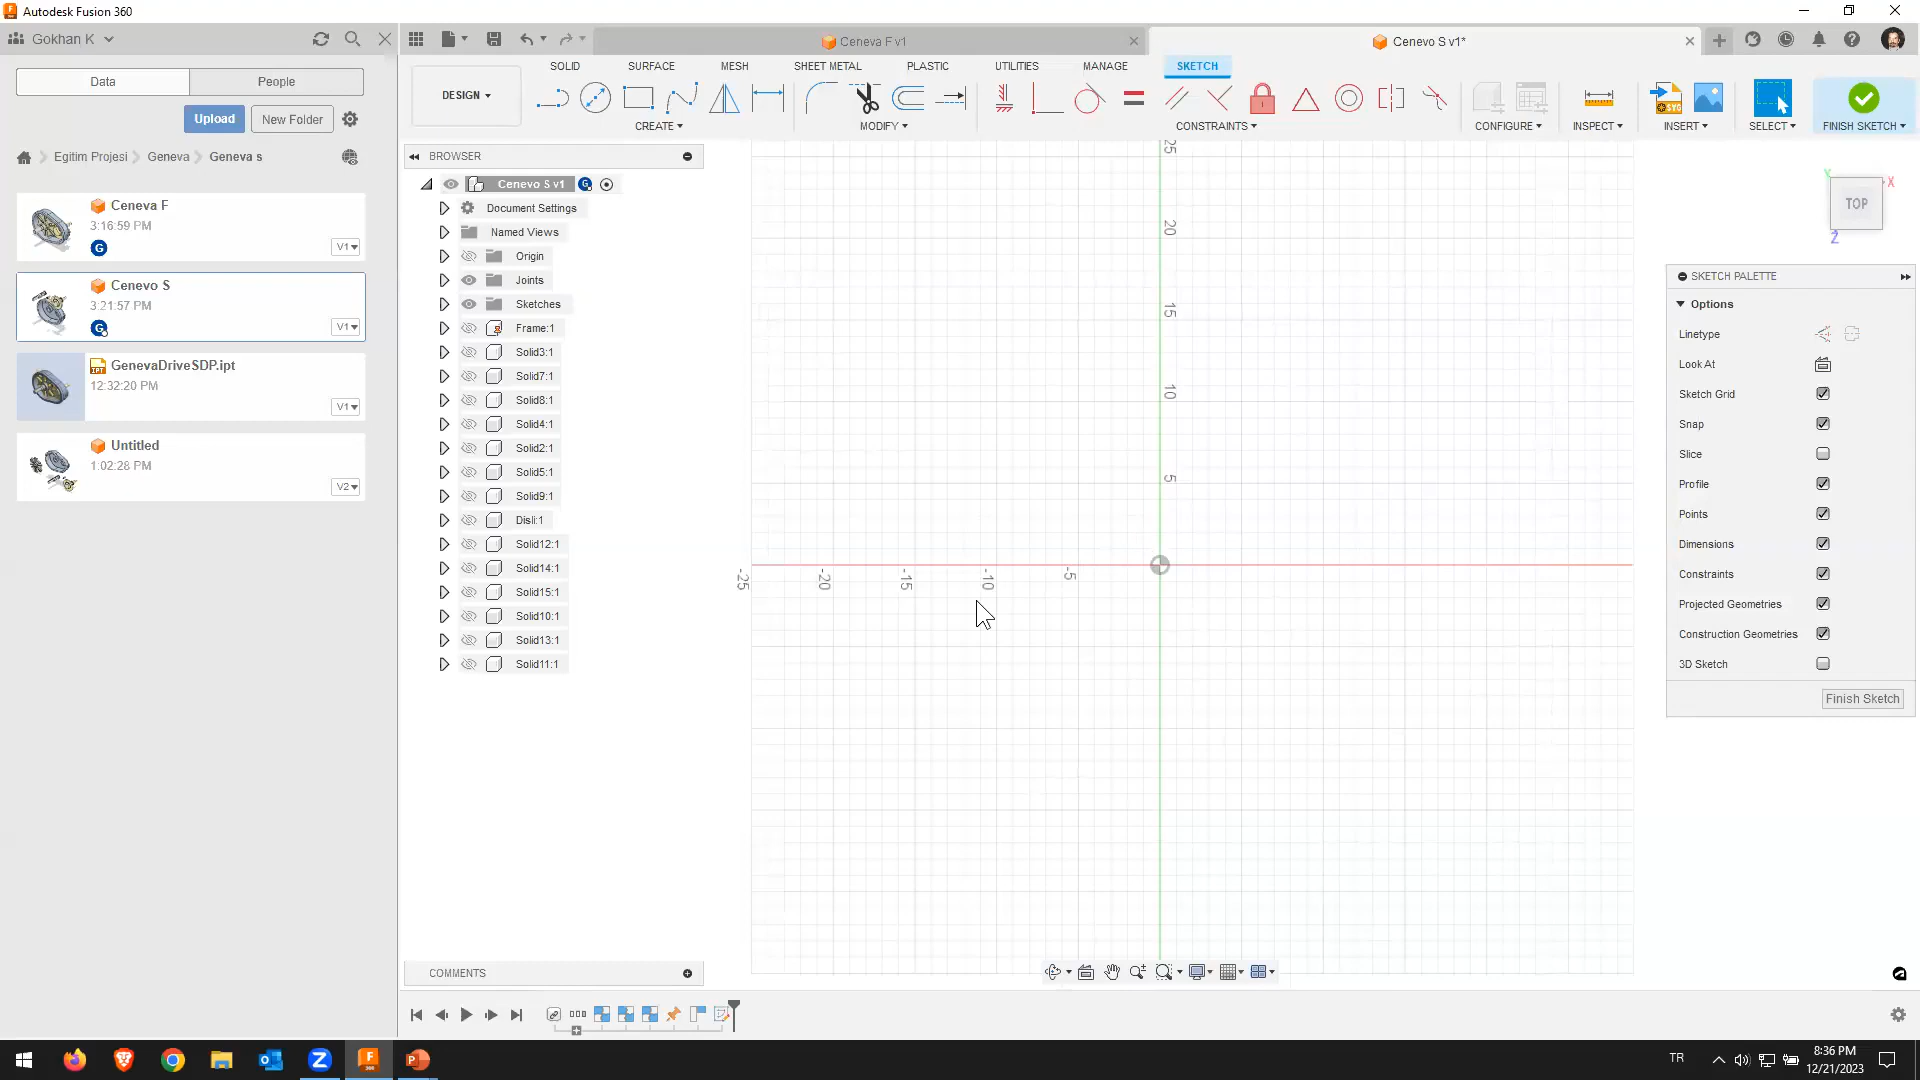 Autodesk Fusion 360
Gokhan K
Ceneva F v1
Cenevo S v1*
Data
People
Upload
New Folder
Egitim Projesi
Geneva
Geneva s
Ceneva F
3:16:59 PM
G
V1
Cenevo S
3:21:57 PM
G
V1
GenevaDriveSDP.ipt
12:32:20 PM
V1
Untitled
1:02:28 PM
V2
DESIGN
SOLID
SURFACE
MESH
SHEET METAL
PLASTIC
UTILITIES
MANAGE
SKETCH
CREATE
MODIFY
CONSTRAINTS
CONFIGURE
INSPECT
INSERT
SELECT
FINISH SKETCH
BROWSER
Cenevo S v1
G
Document Settings
Named Views
Origin
Joints
Sketches
Frame:1
Solid3:1
Solid7:1
Solid8:1
Solid4:1
Solid2:1
Solid5:1
Solid9:1
Disli:1
Solid12:1
Solid14:1
Solid15:1
Solid10:1
Solid13:1
Solid11:1
25
20
15
10
5
-25
-20
-15
-10
-5
Y
X
TOP
Z
SKETCH PALETTE
Options
Linetype
Look At
Sketch Grid
Snap
Slice
Profile
Points
Dimensions
Constraints
Projected Geometries
Construction Geometries
3D Sketch
Finish Sketch
COMMENTS
TR
8:36 PM
12/21/2023